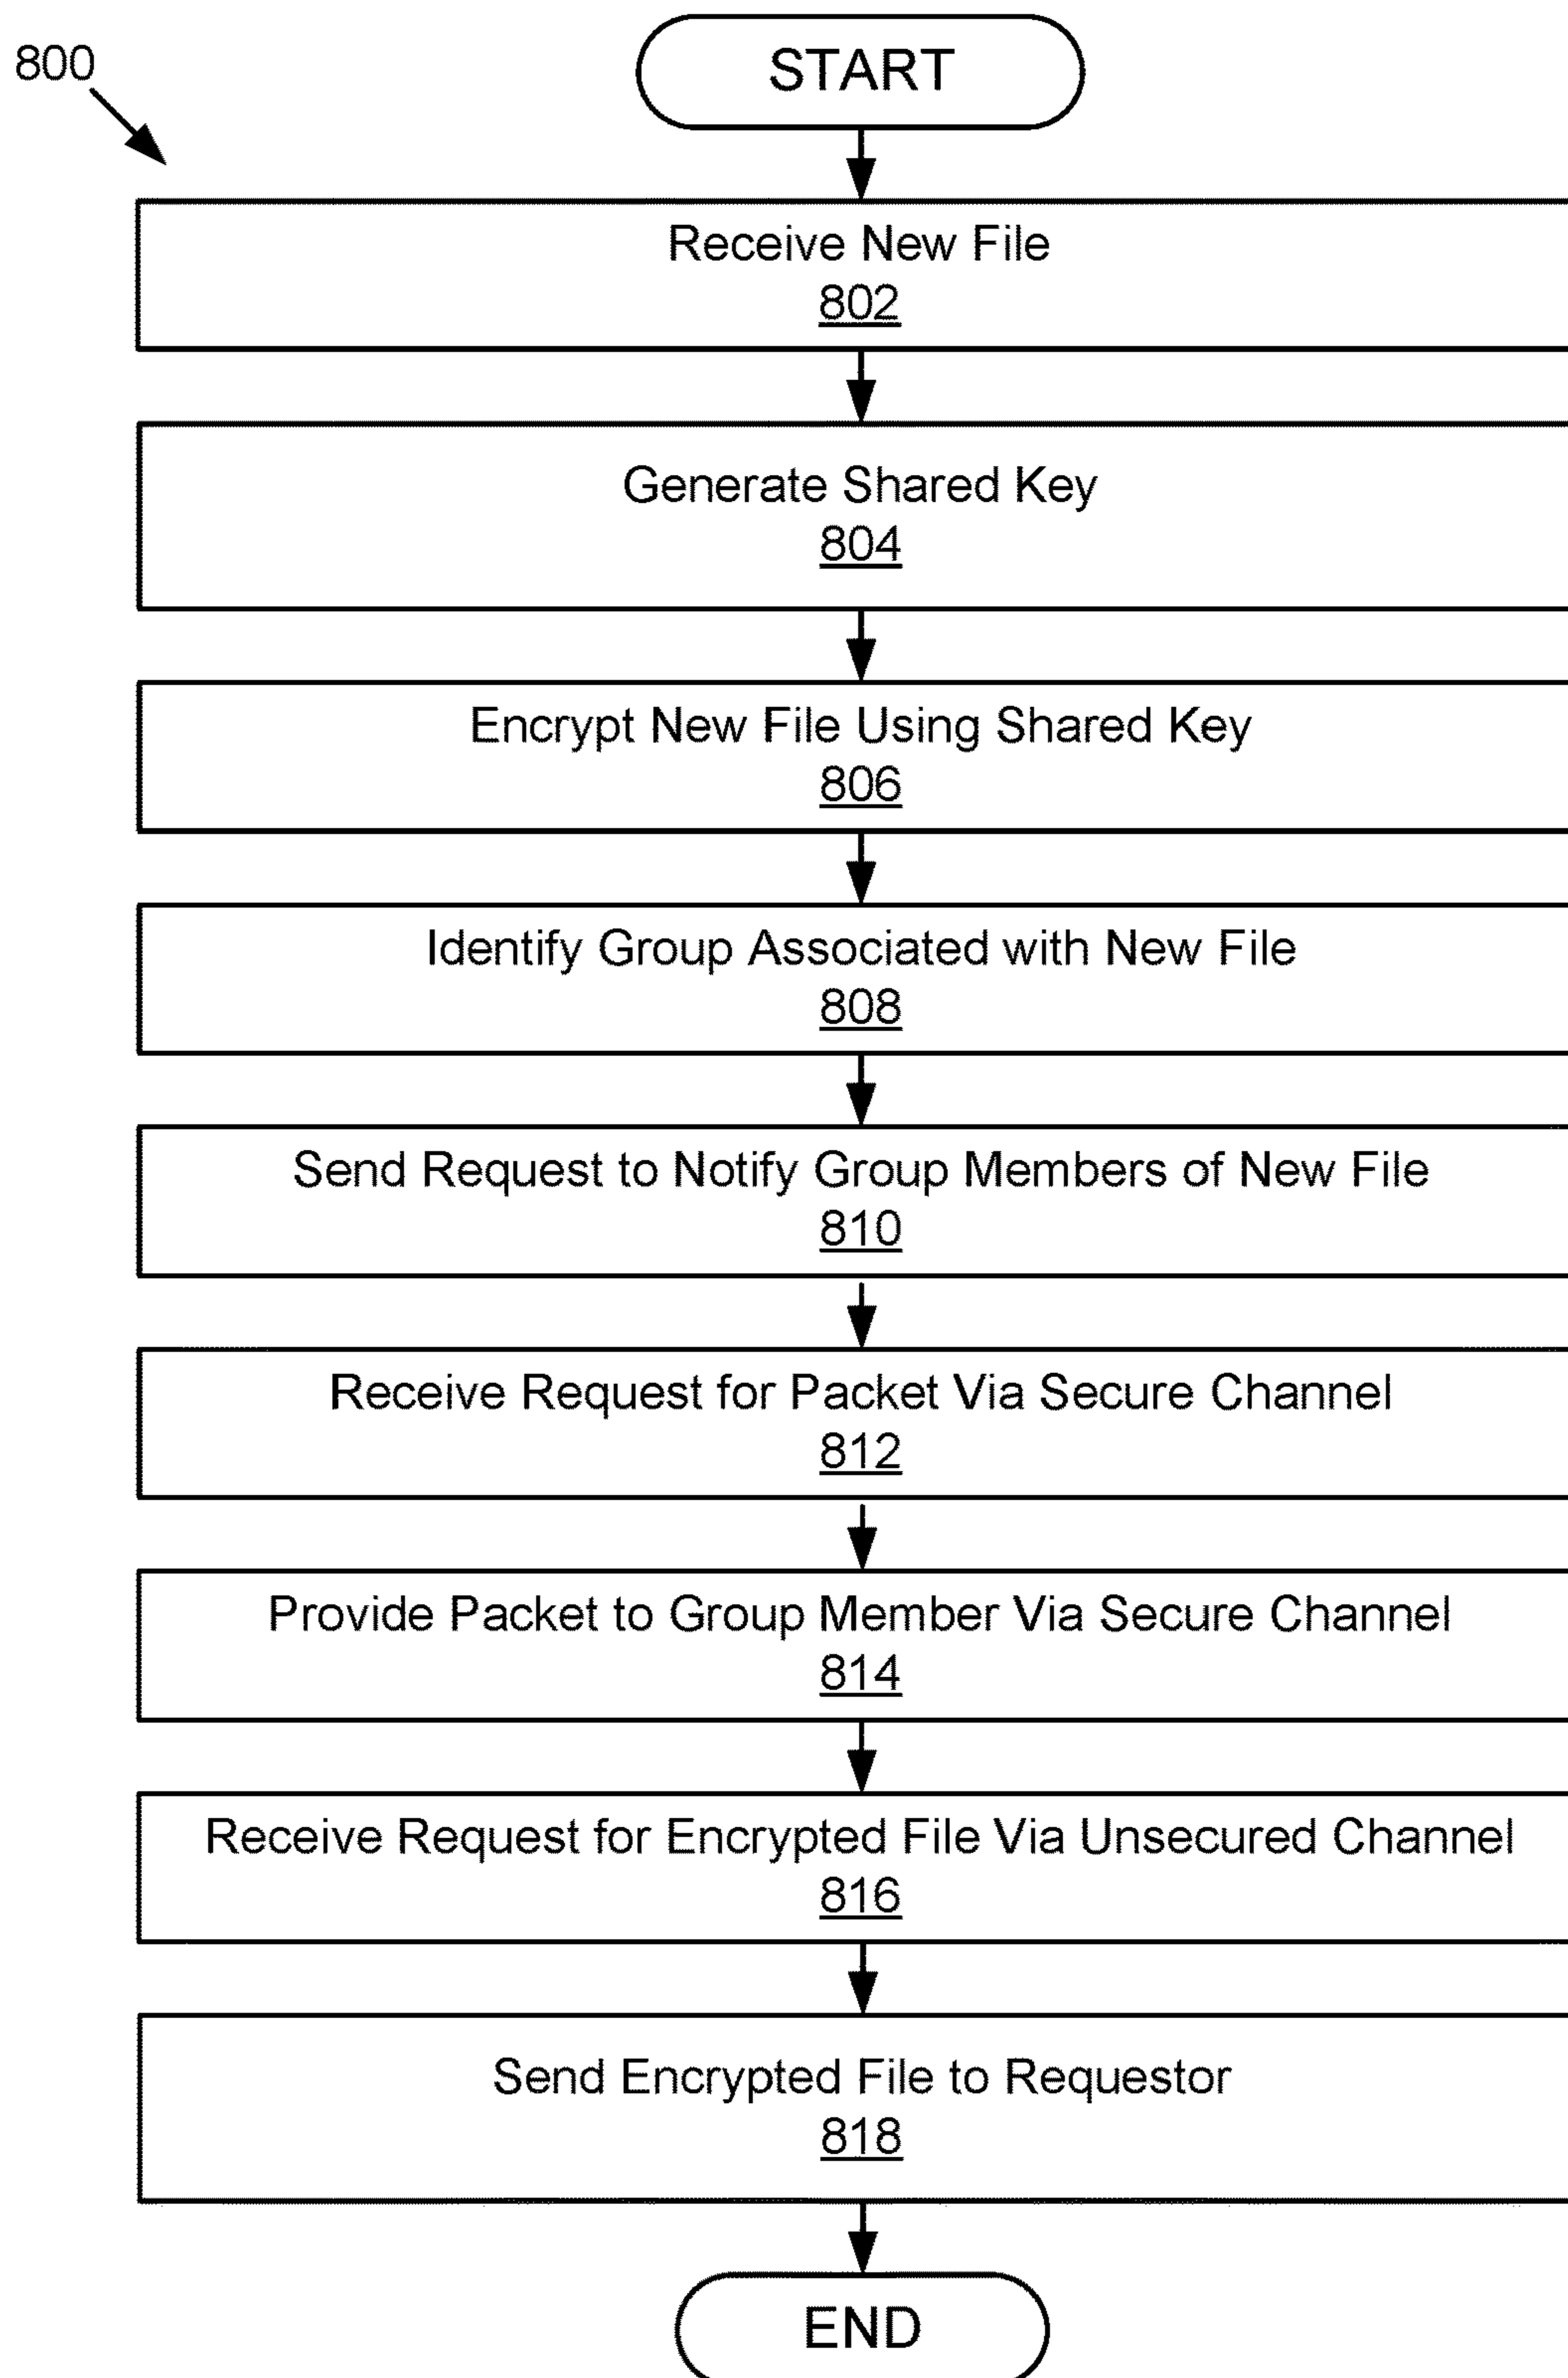 800
START
Receive New File
802
Generate Shared Key
804
Encrypt New File Using Shared Key
806
Identify Group Associated with New File
808
Send Request to Notify Group Members of New File
810
Receive Request for Packet Via Secure Channel
812
Provide Packet to Group Member Via Secure Channel
814
Receive Request for Encrypted File Via Unsecured Channel
816
Send Encrypted File to Requestor
818
END